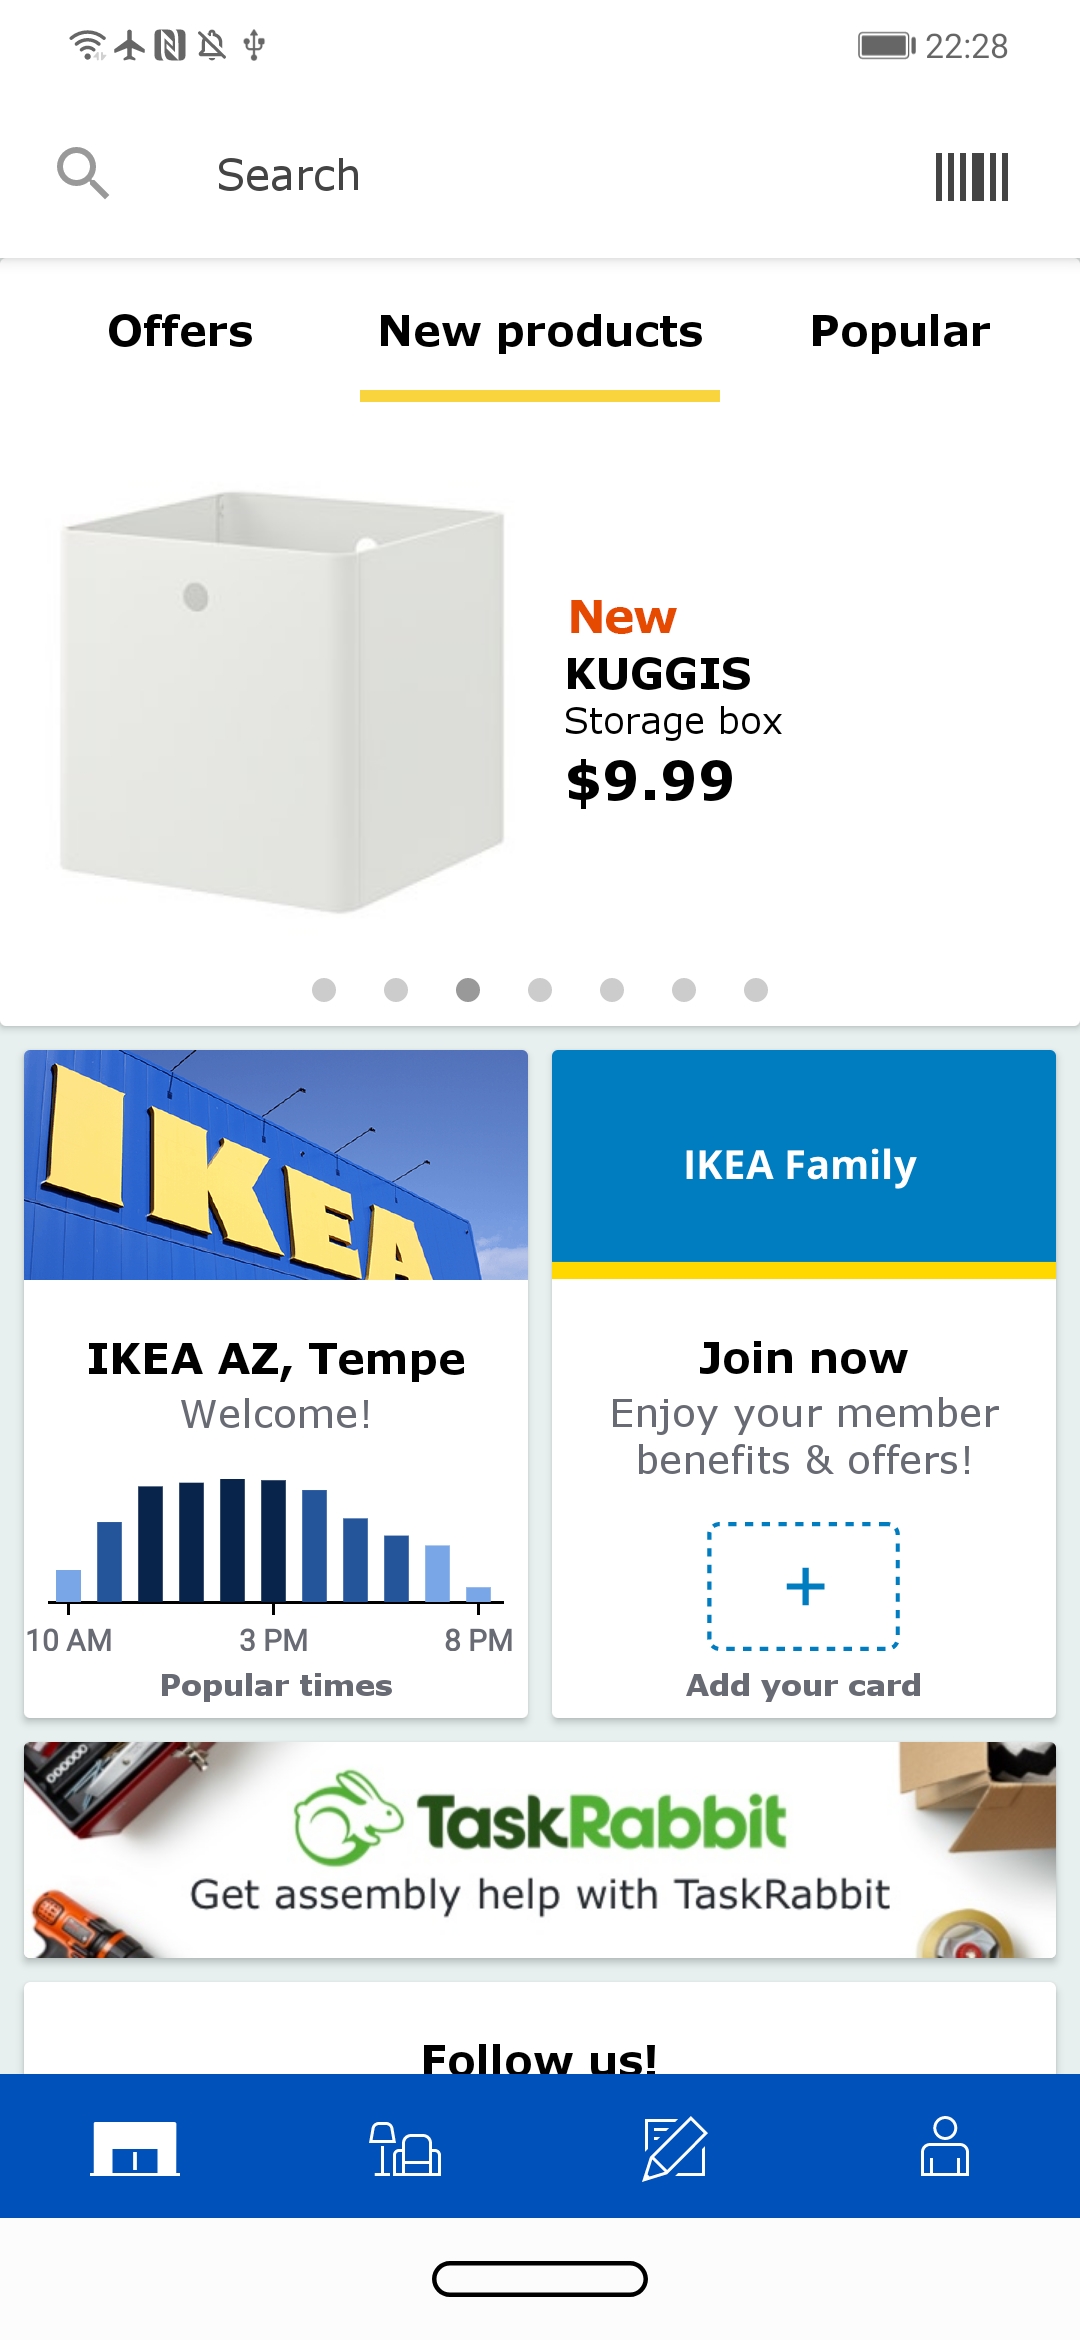 22:28
Search
Offers New products Popular
New
KUGGIS
Storage box
$9.99
IKEA
IKEA AZ, Tempe
Welcome!
10 AM 3 PM 8 PM
Popular times
IKEA Family
Join now
Enjoy your member
benefits & offers!
+
Add your card
TaskRabbit
Get assembly help with TaskRabbit
Follow us!